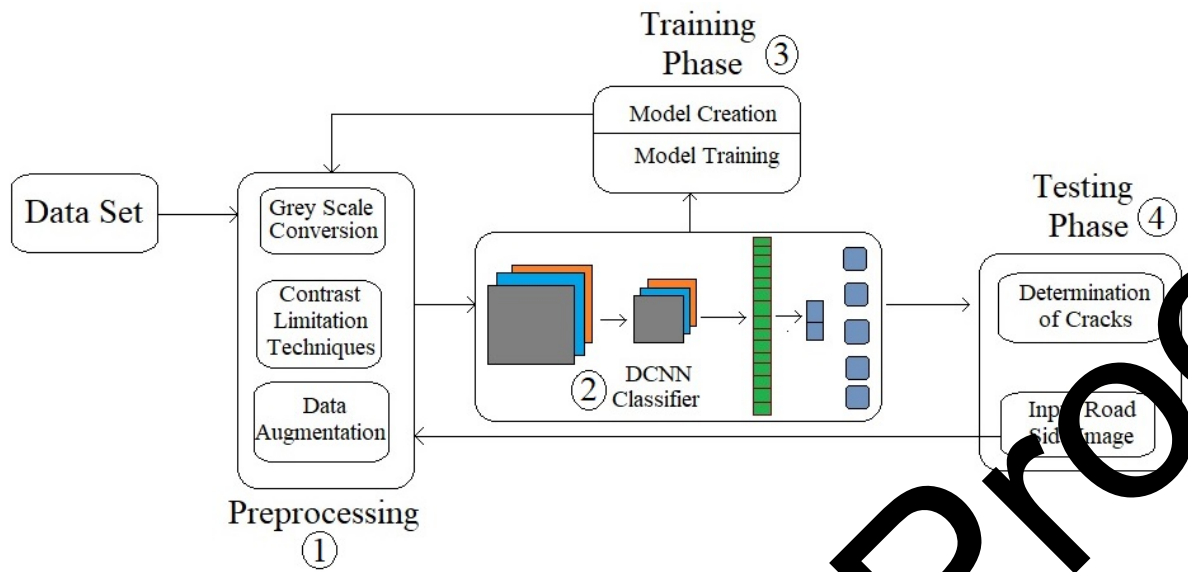 Training
Phase
3
Model Creation
Model Training
Data Set
Grey Scale
Conversion
Contrast
Limitation
Techniques
Data
Augmentation
Preprocessing
1
2
DCNN
Classifier
Testing
Phase
4
Determination
of Cracks
Road
Image